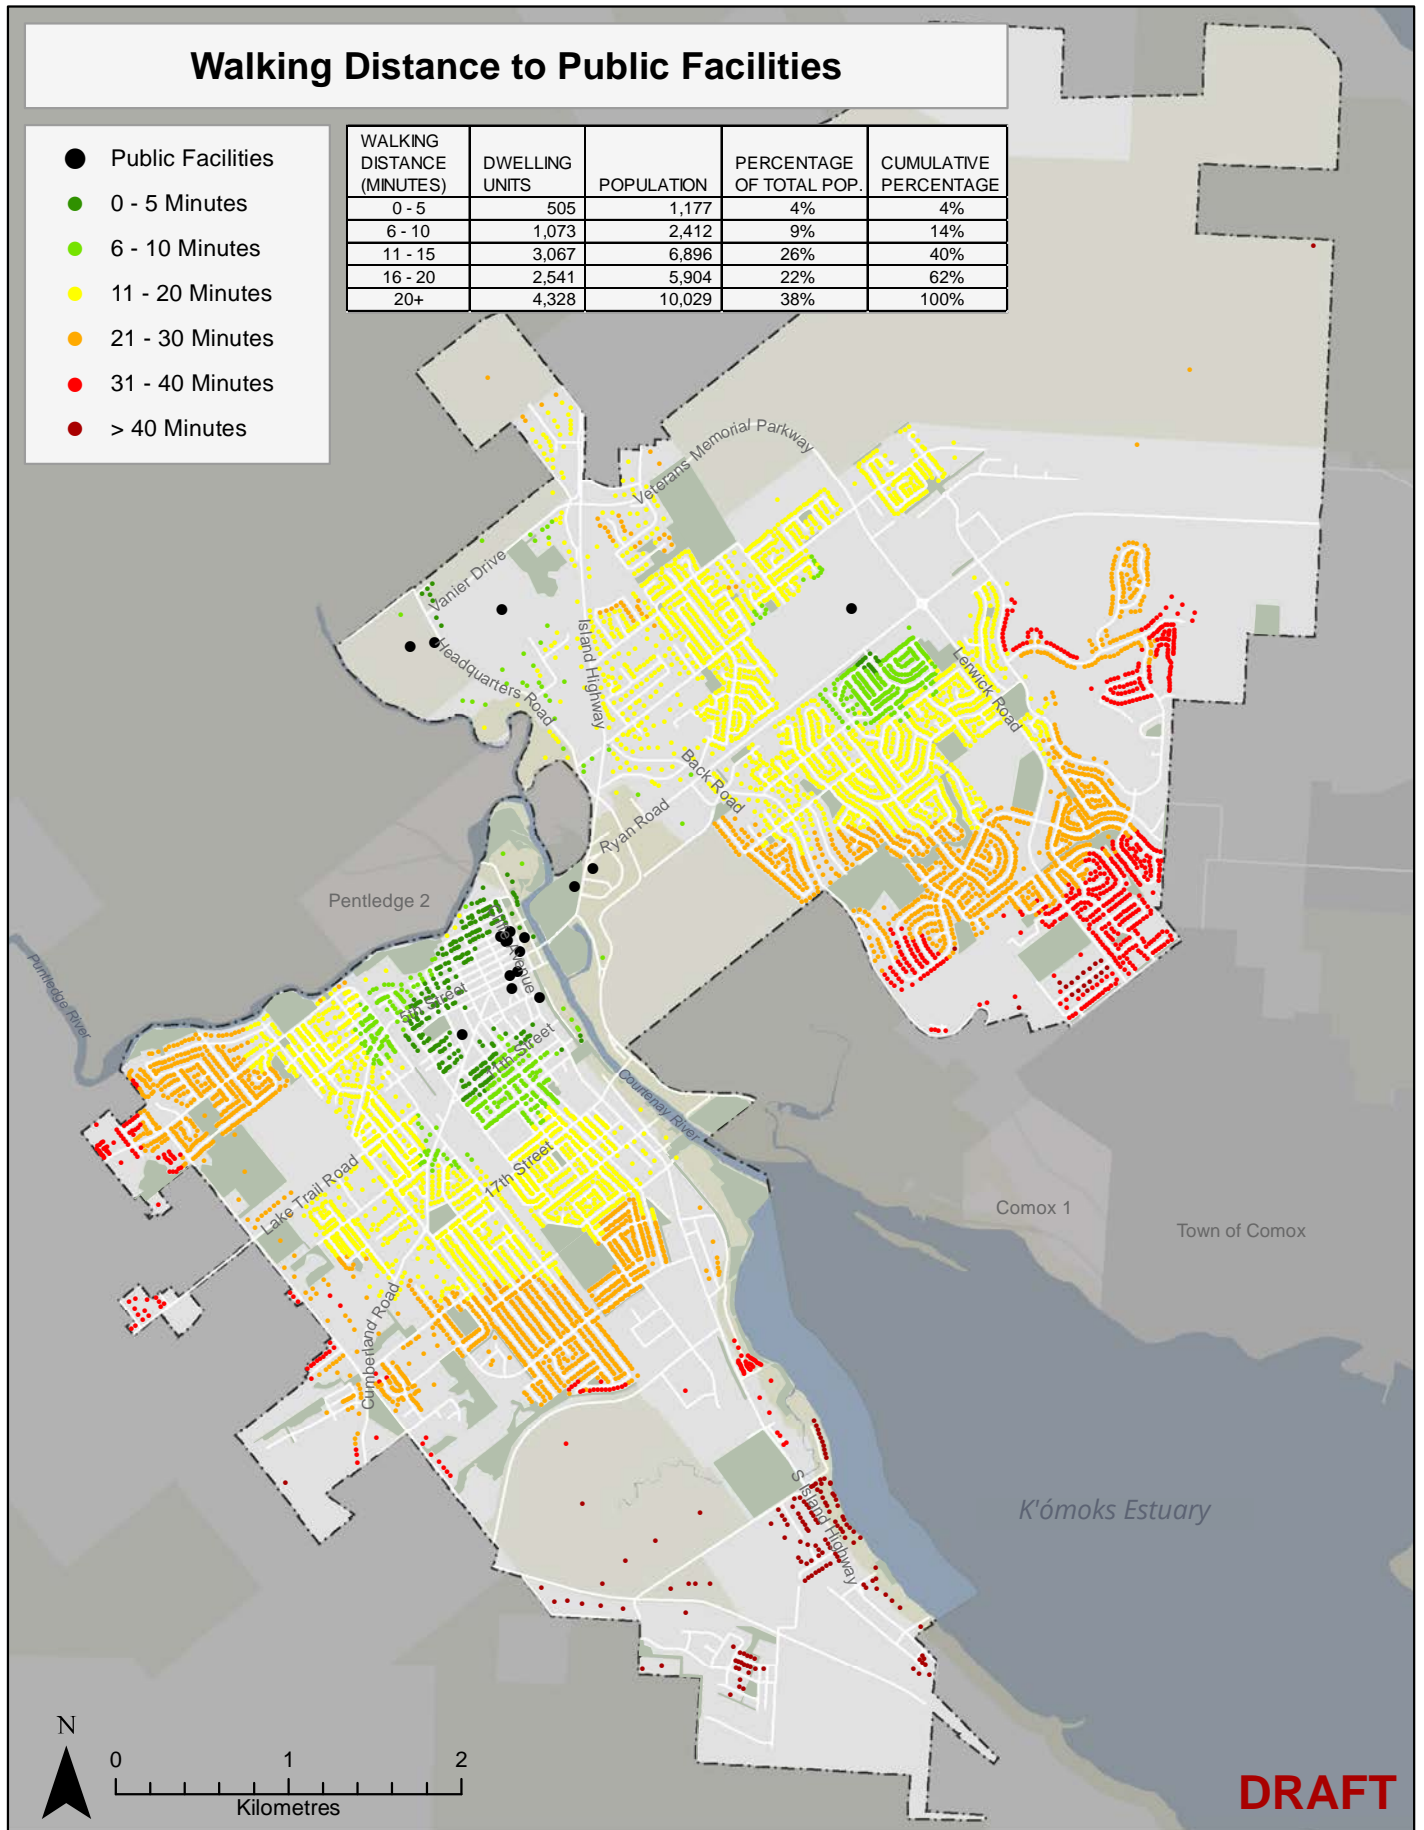 Walking Distance to Public Facilities
Public Facilities
0 - 5 Minutes
6 - 10 Minutes
11 - 20 Minutes
21 - 30 Minutes
31 - 40 Minutes
> 40 Minutes
WALKING DISTANCE (MINUTES) DWELLING UNITS POPULATION PERCENTAGE OF TOTAL POP. CUMULATIVE PERCENTAGE
0 - 5 505 1,177 4% 4%
6 - 10 1,073 2,412 9% 14%
11 - 15 3,067 6,896 26% 40%
16 - 20 2,541 5,904 22% 62%
20+ 4,328 10,029 38% 100%
Veterans Memorial Parkway
Vanier Drive
Headquarters Road
Island Highway
Lerwick Road
Back Road
Ryan Road
Pentledge 2
Puntledge River
5th Street
11th Street
Courtenay River
17th Street
Lake Trail Road
Comox 1
Town of Comox
Cumberland Road
S Island Highway
K'ómoks Estuary
N
0 1 2
Kilometres
DRAFT